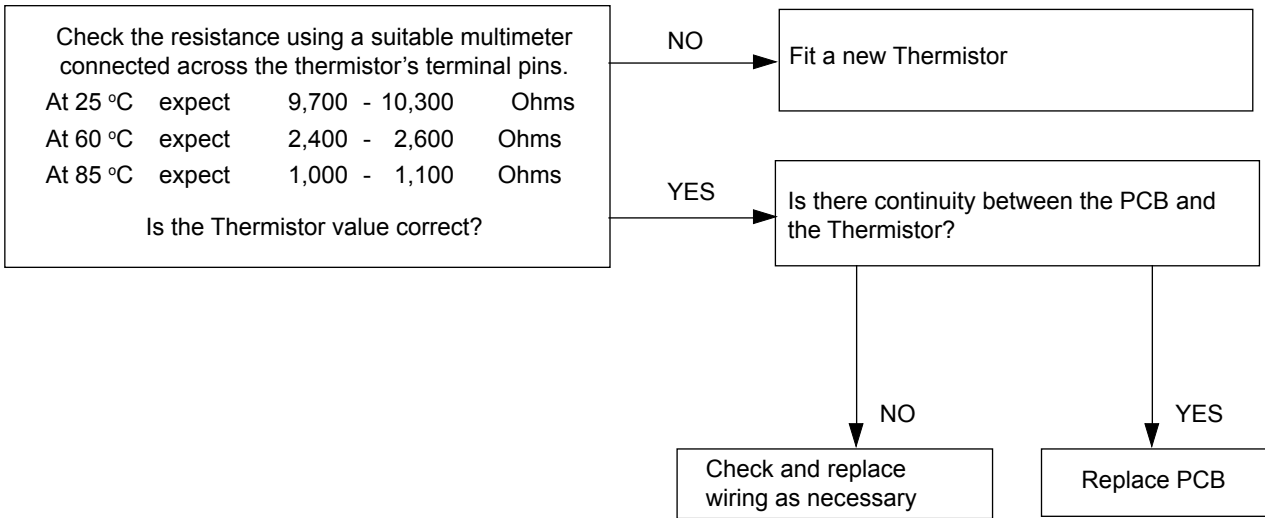 Check the resistance using a suitable multimeter
connected across the thermistor’s terminal pins.
At 25 °C expect 9,700 - 10,300 Ohms
At 60 °C expect 2,400 - 2,600 Ohms
At 85 °C expect 1,000 - 1,100 Ohms
Is the Thermistor value correct?
NO
Fit a new Thermistor
YES
Is there continuity between the PCB and
the Thermistor?
NO
Check and replace
wiring as necessary
YES
Replace PCB